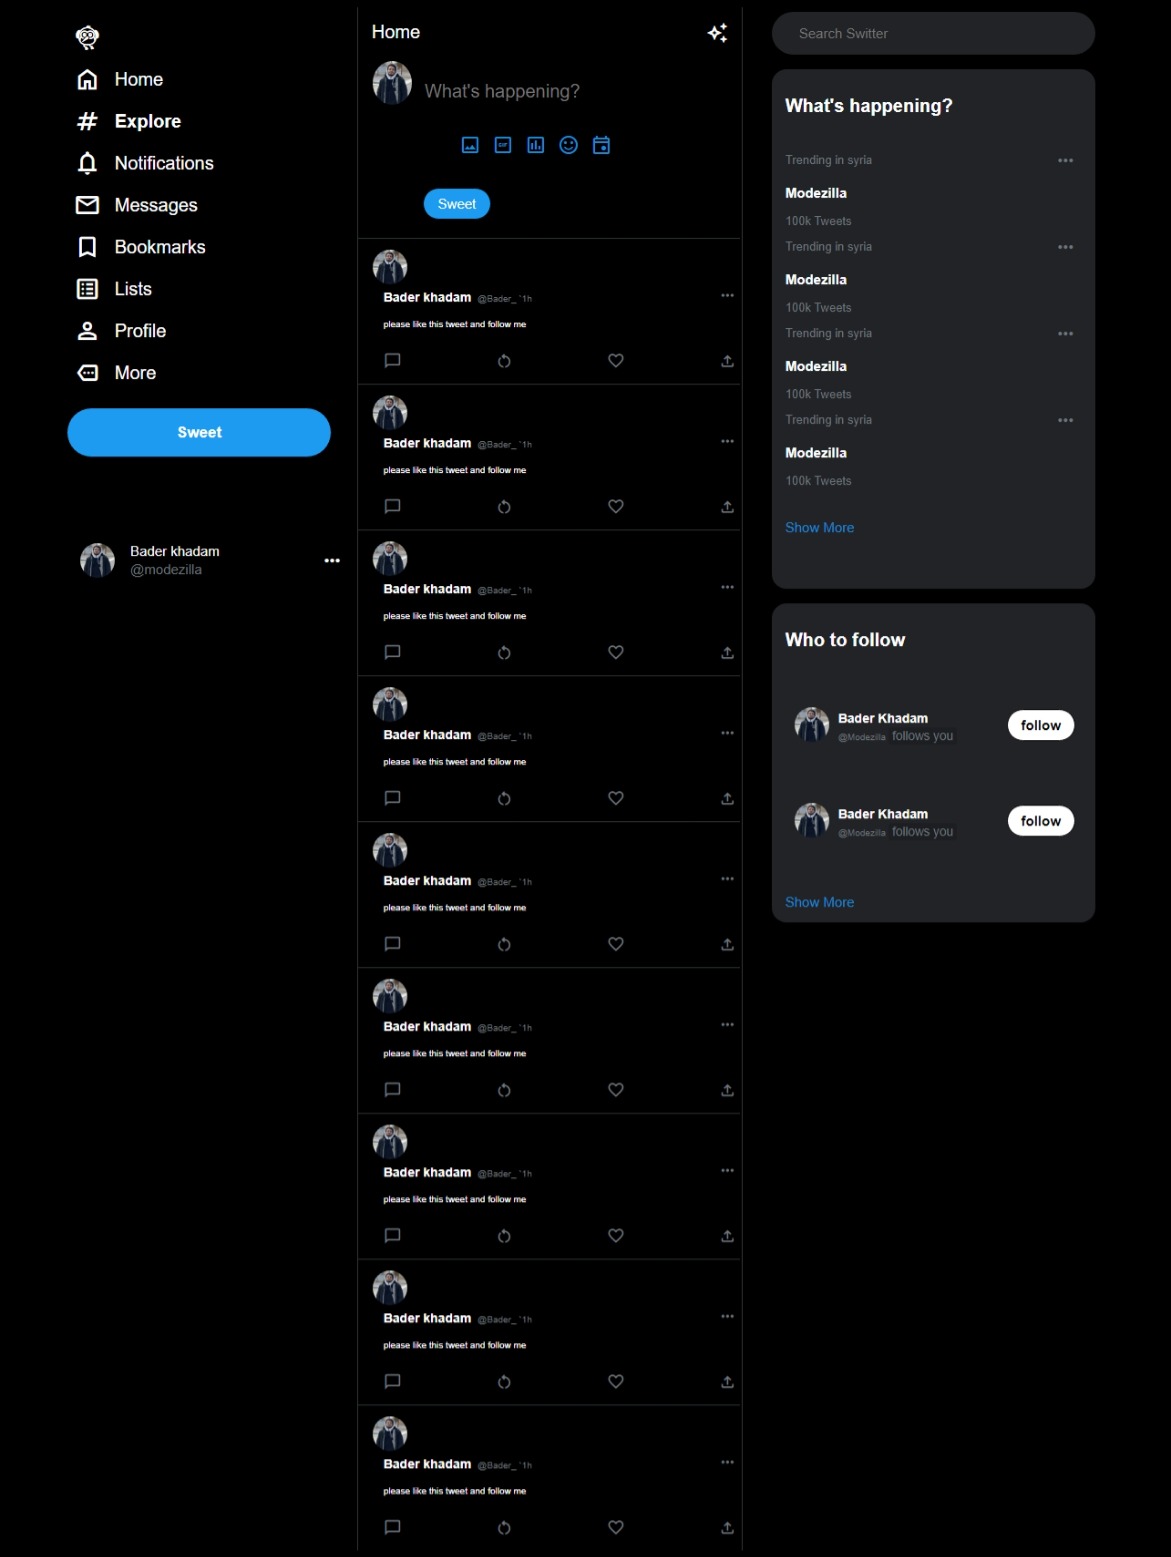 Home
Explore
Notifications
Messages
Bookmarks
Lists
Profile
More
Sweet
Bader khadam
@modezilla
Home
What's happening?
GIF
Sweet
Bader khadam @Bader_ `1h
please like this tweet and follow me
Bader khadam @Bader_ `1h
please like this tweet and follow me
Bader khadam @Bader_ `1h
please like this tweet and follow me
Bader khadam @Bader_ `1h
please like this tweet and follow me
Bader khadam @Bader_ `1h
please like this tweet and follow me
Bader khadam @Bader_ `1h
please like this tweet and follow me
Bader khadam @Bader_ `1h
please like this tweet and follow me
Bader khadam @Bader_ `1h
please like this tweet and follow me
Bader khadam @Bader_ `1h
please like this tweet and follow me
Search Switter
What's happening?
Trending in syria
Modezilla
100k Tweets
Trending in syria
Modezilla
100k Tweets
Trending in syria
Modezilla
100k Tweets
Trending in syria
Modezilla
100k Tweets
Show More
Who to follow
Bader Khadam
@Modezilla follows you
follow
Bader Khadam
@Modezilla follows you
follow
Show More